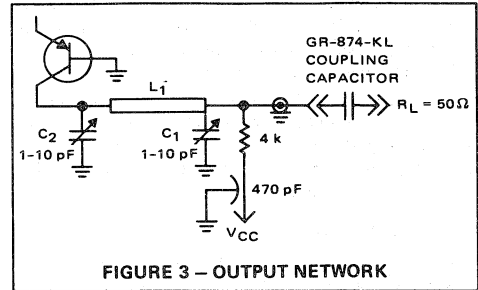 GR-874-KL
COUPLING
CAPACITOR
L1
RL = 50Ω
C2
1–10 pF
C1
1–10 pF
4 k
470 pF
VCC
FIGURE 3 – OUTPUT NETWORK